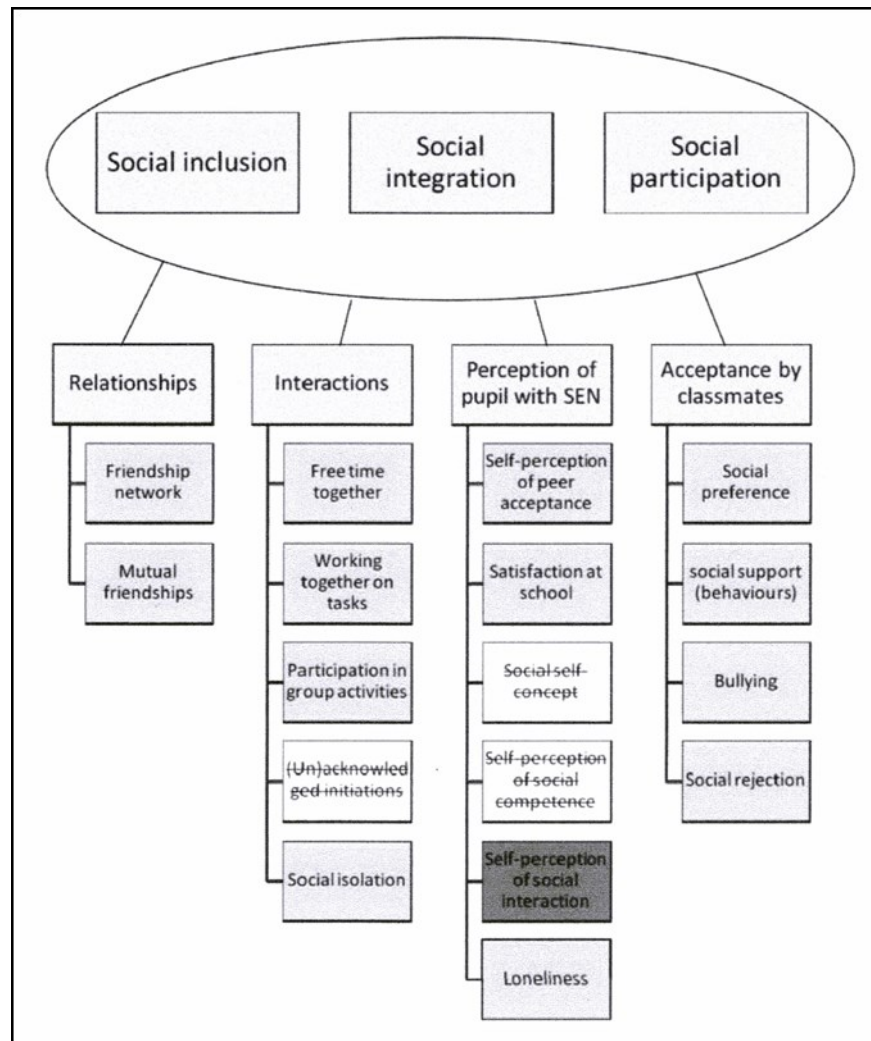 Social inclusion
Social
integration
Social
participation
Relationships
Friendship
network
Mutual
friendships
Interactions
Free time
together
Working
together on
tasks
Participation in
group activities
(Un)acknowled
ged initiations
Social isolation
Perception of
pupil with SEN
Self-perception
of peer
acceptance
Satisfaction at
school
Social self-
concept
Self-perception
of social
competence
Self-perception
of social
interaction
Loneliness
Acceptance by
classmates
Social
preference
social support
(behaviours)
Bullying
Social rejection